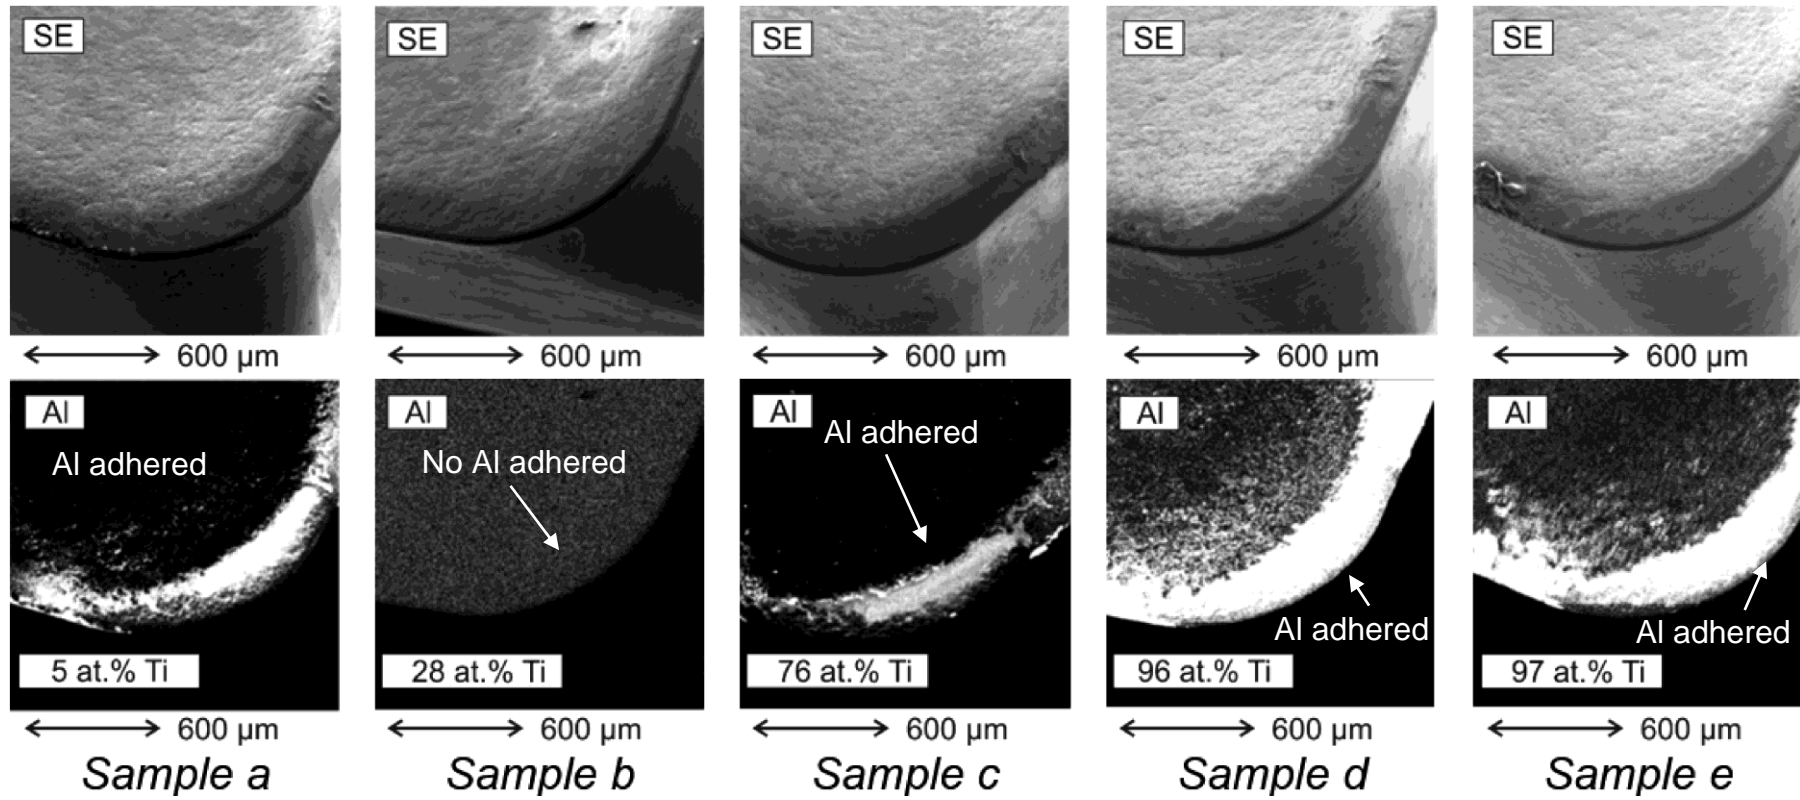 SE
SE
SE
SE
SE
600 µm
600 µm
600 µm
600 µm
600 µm
Al
Al
Al
Al
Al
Al adhered
No Al adhered
Al adhered
Al adhered
Al adhered
5 at.% Ti
28 at.% Ti
76 at.% Ti
96 at.% Ti
97 at.% Ti
600 µm
600 µm
600 µm
600 µm
600 µm
Sample a
Sample b
Sample c
Sample d
Sample e